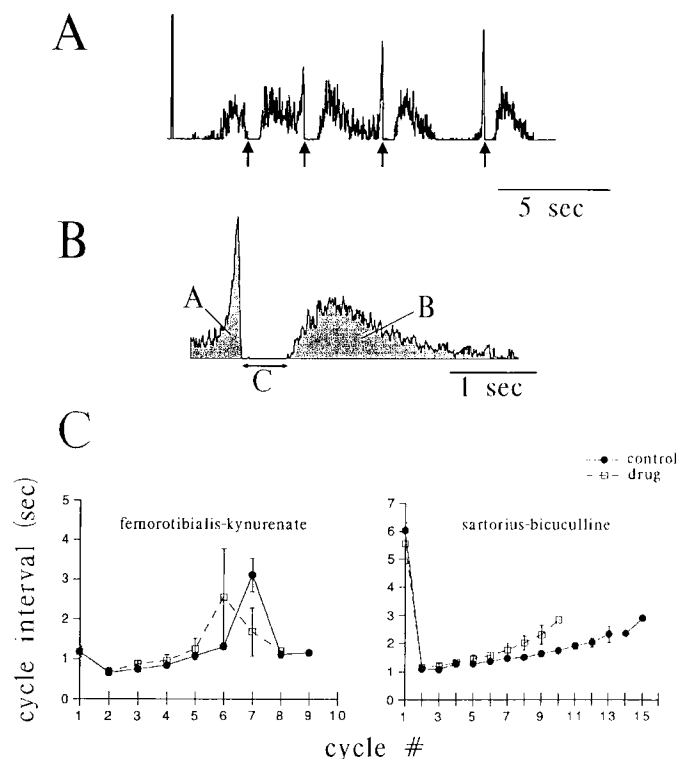 A
5 sec
B
A
B
C
1 sec
C
control
drug
cycle interval (sec)
femorotibialis-kynurenate
5
4
3
2
1
0
1 2 3 4 5 6 7 8 9 10
sartorius-bicuculline
7
6
5
4
3
2
1
0
1 3 5 7 9 11 13 15
cycle #